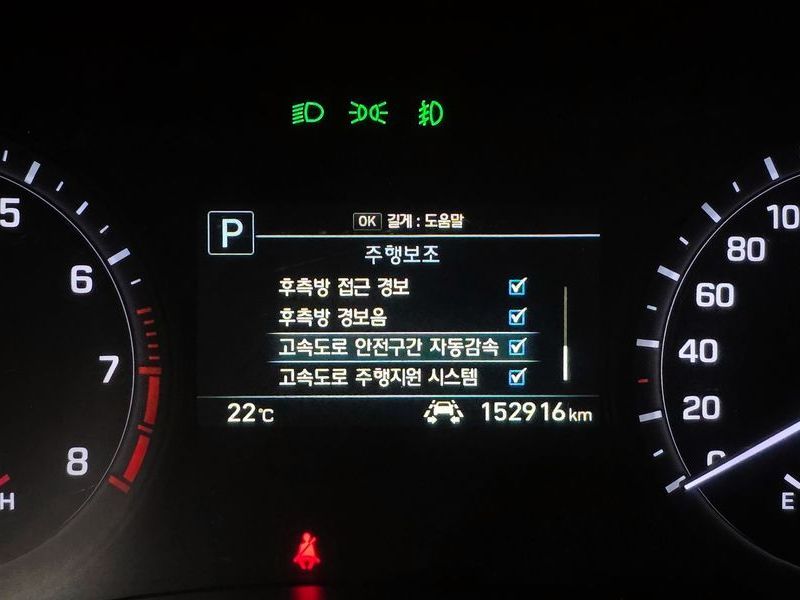 OK 길게 : 도움말
P
주행보조
후측방 접근 경보
후측방 경보음
고속도로 안전구간 자동감속
고속도로 주행지원 시스템
22°C
152916 km
5
6
7
8
H
100
80
60
40
20
0
E